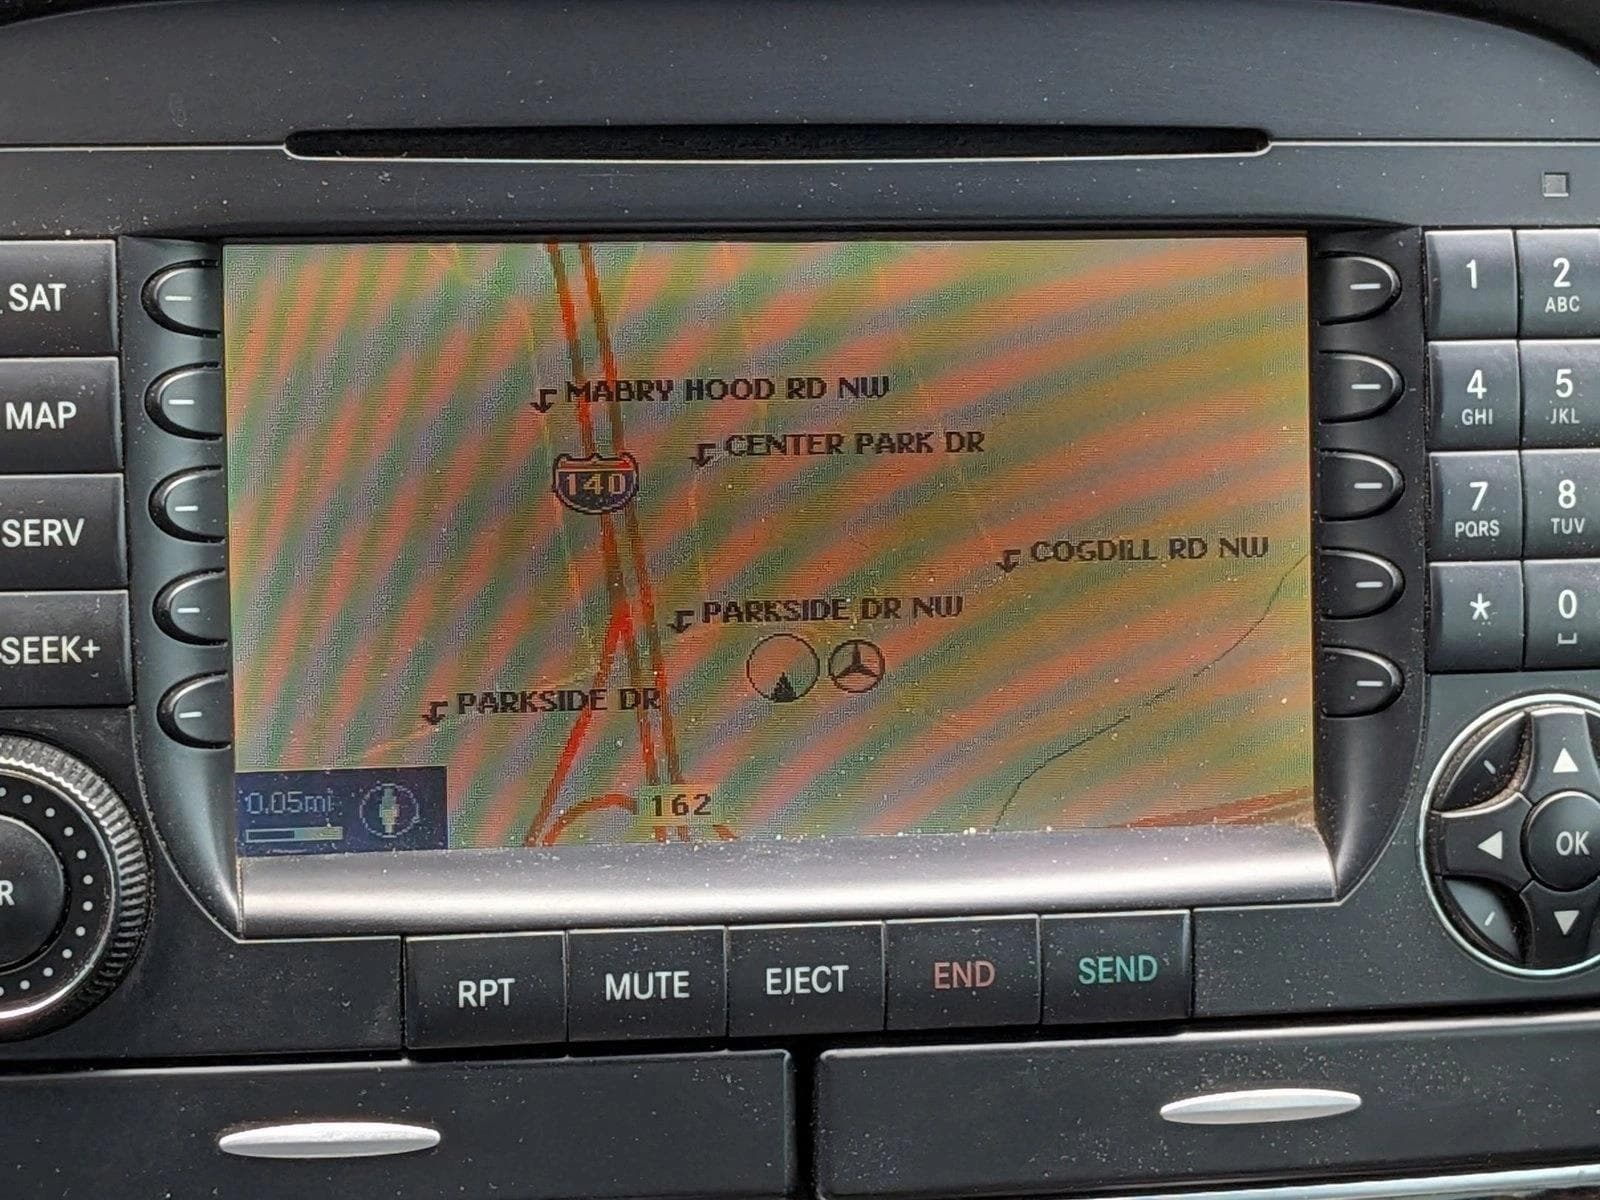 SAT
MAP
SERV
SEEK+
R
MABRY HOOD RD NW
CENTER PARK DR
140
COGDILL RD NW
PARKSIDE DR NW
PARKSIDE DR
0.05mi
162
RPT
MUTE
EJECT
END
SEND
1
2
ABC
4
GHI
5
JKL
7
PQRS
8
TUV
*
0
OK